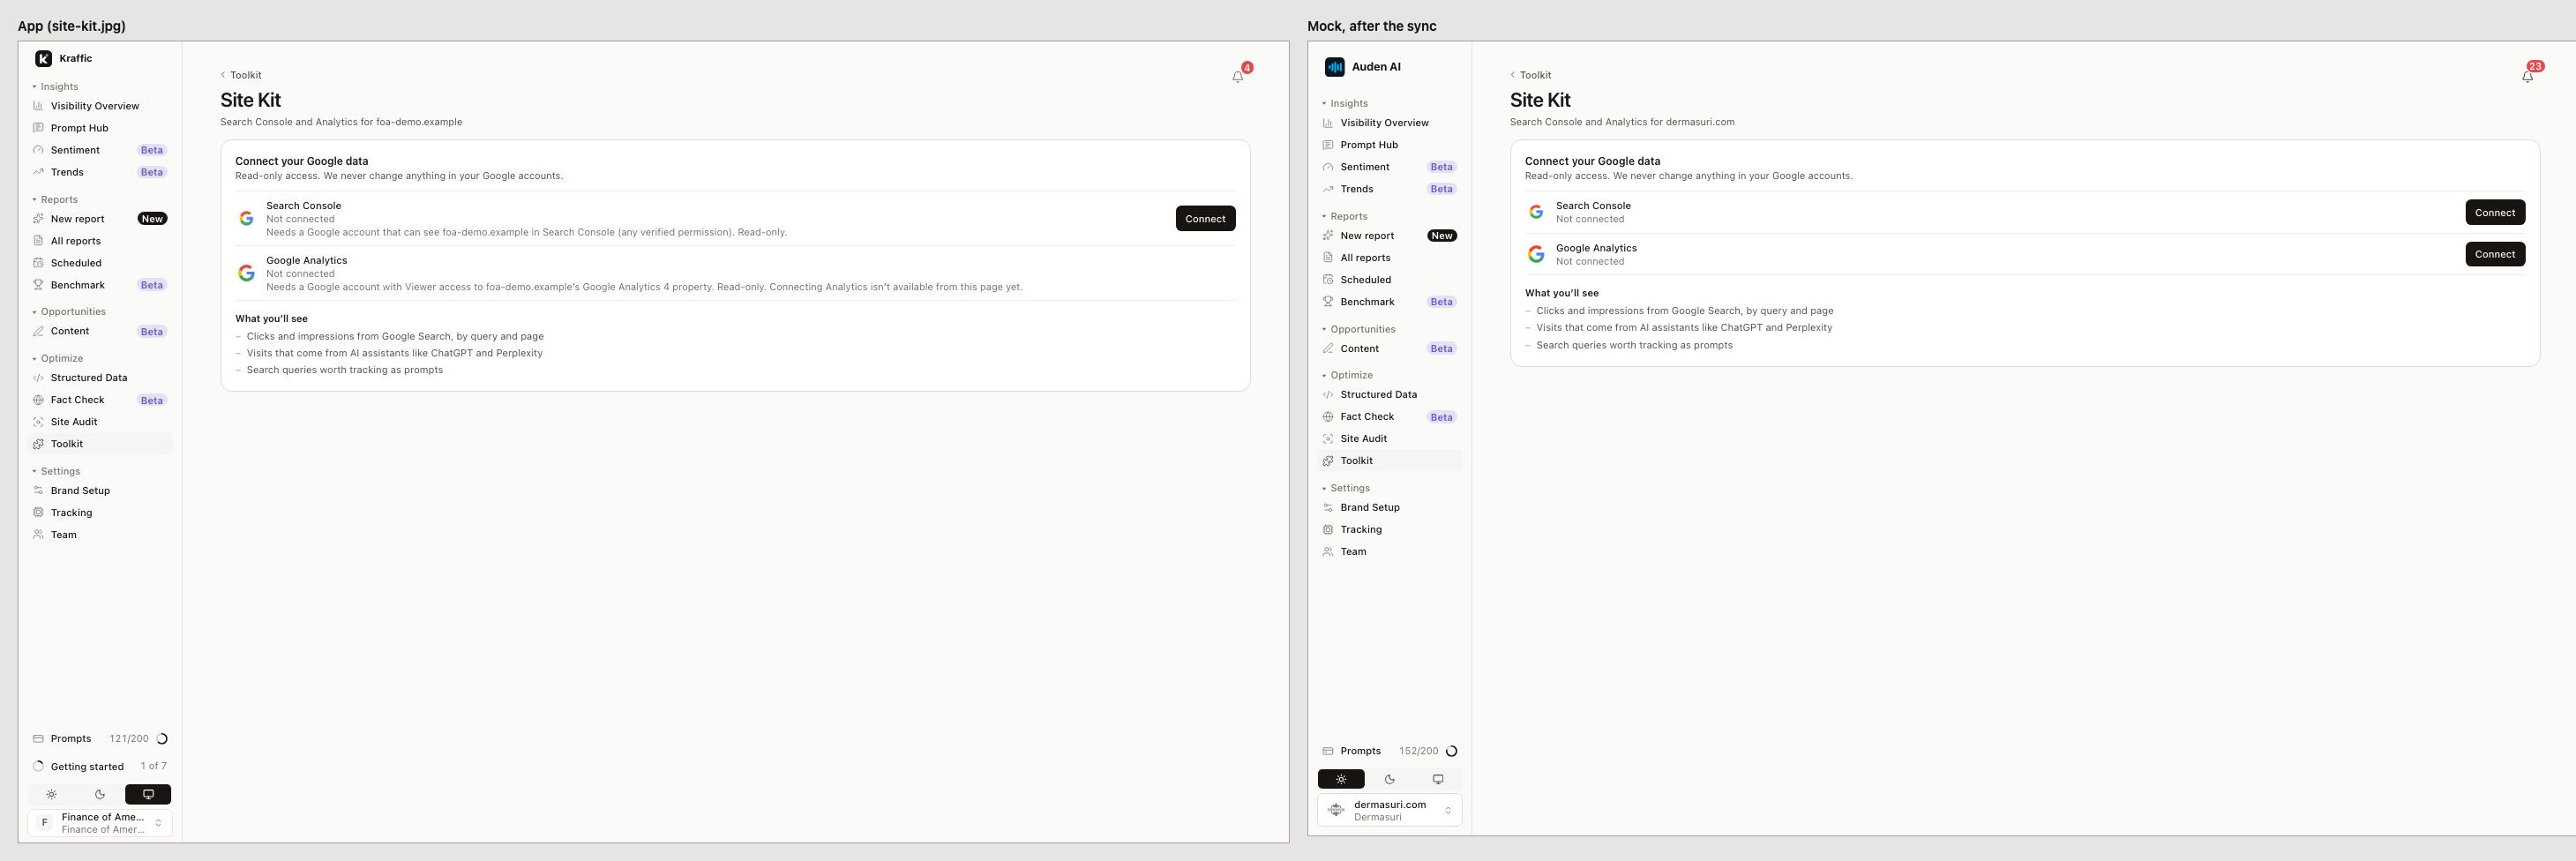 App (site-kit.jpg)
Kraffic
Insights
Visibility Overview
Prompt Hub
Sentiment Beta
Trends Beta
Reports
New report New
All reports
Scheduled
Benchmark Beta
Opportunities
Content Beta
Optimize
Structured Data
Fact Check Beta
Site Audit
Toolkit
Settings
Brand Setup
Tracking
Team
Prompts 121/200
Getting started 1 of 7
F
Finance of Ame...
Finance of Amer...
Toolkit
4
Site Kit
Search Console and Analytics for foa-demo.example
Connect your Google data
Read-only access. We never change anything in your Google accounts.
Search Console
Not connected
Needs a Google account that can see foa-demo.example in Search Console (any verified permission). Read-only.
Connect
Google Analytics
Not connected
Needs a Google account with Viewer access to foa-demo.example's Google Analytics 4 property. Read-only. Connecting Analytics isn't available from this page yet.
What you'll see
– Clicks and impressions from Google Search, by query and page
– Visits that come from AI assistants like ChatGPT and Perplexity
– Search queries worth tracking as prompts
Mock, after the sync
Auden AI
Insights
Visibility Overview
Prompt Hub
Sentiment Beta
Trends Beta
Reports
New report New
All reports
Scheduled
Benchmark Beta
Opportunities
Content Beta
Optimize
Structured Data
Fact Check Beta
Site Audit
Toolkit
Settings
Brand Setup
Tracking
Team
Prompts 152/200
dermasuri.com
Dermasuri
Toolkit
23
Site Kit
Search Console and Analytics for dermasuri.com
Connect your Google data
Read-only access. We never change anything in your Google accounts.
Search Console
Not connected
Connect
Google Analytics
Not connected
Connect
What you'll see
– Clicks and impressions from Google Search, by query and page
– Visits that come from AI assistants like ChatGPT and Perplexity
– Search queries worth tracking as prompts